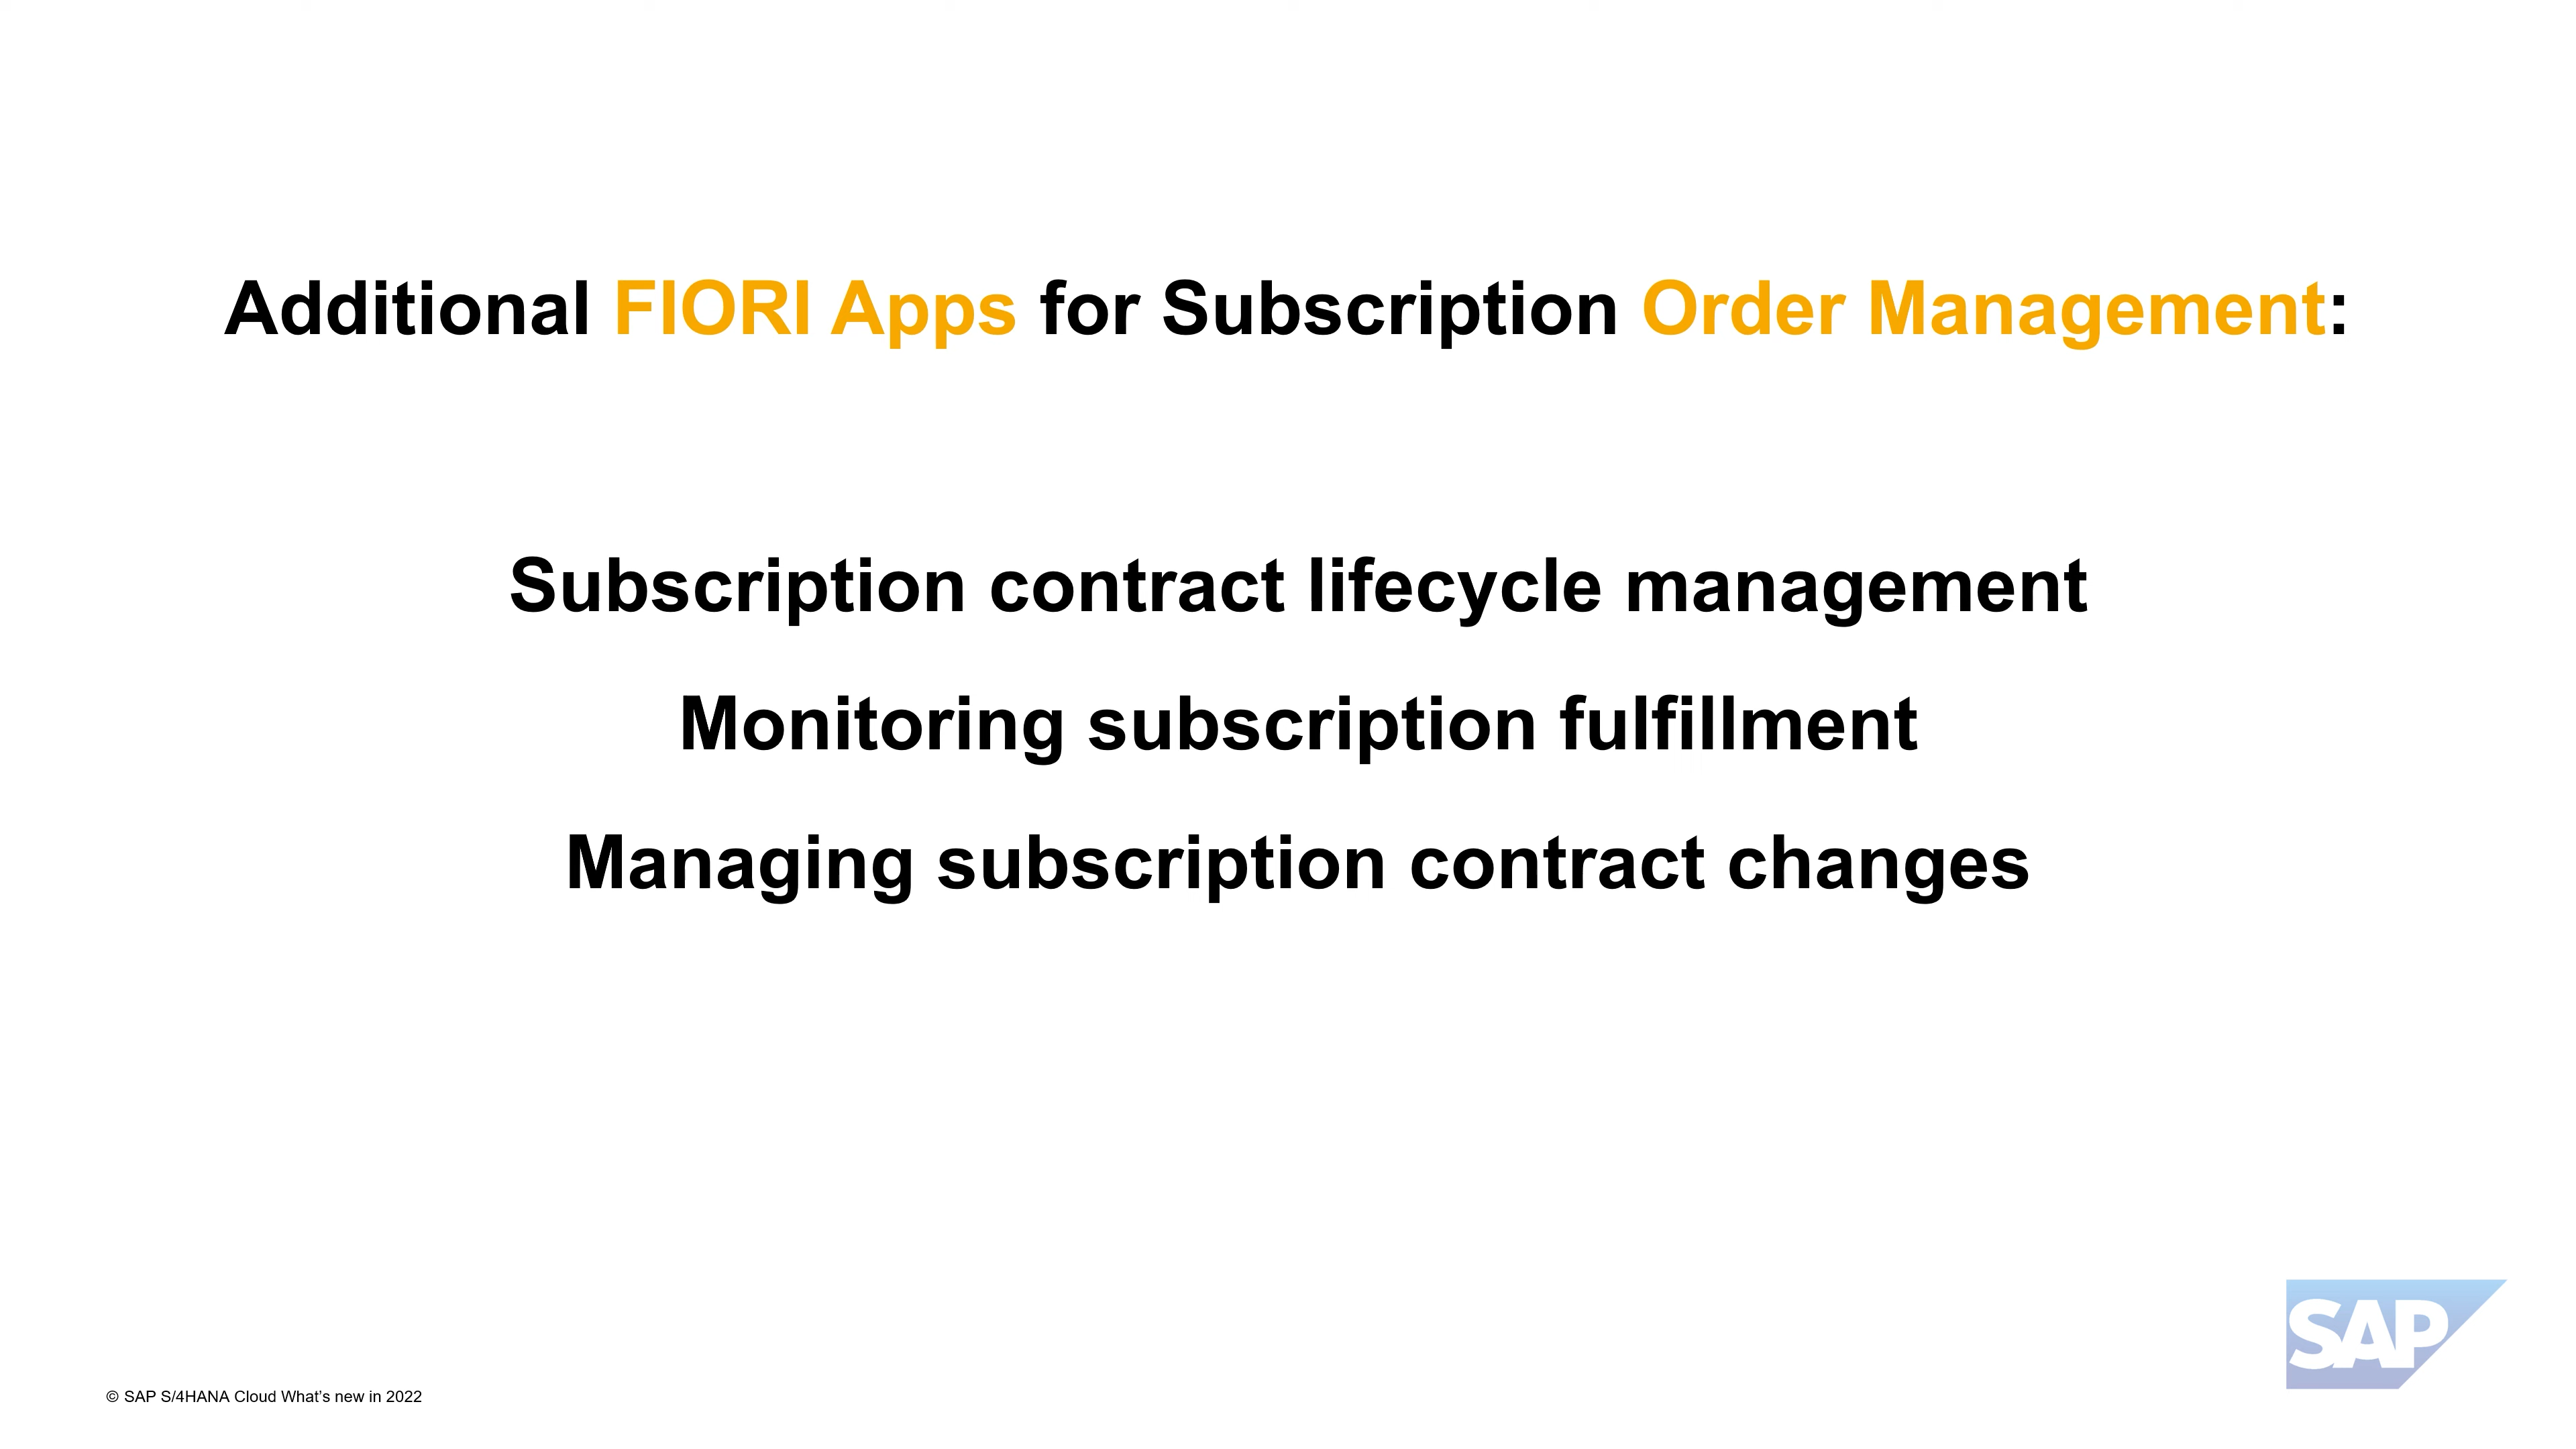 Additional FIORI Apps for Subscription Order Management:
Subscription contract lifecycle management
Monitoring subscription fulfillment
Managing subscription contract changes
SAP
© SAP S/4HANA Cloud What’s new in 2022